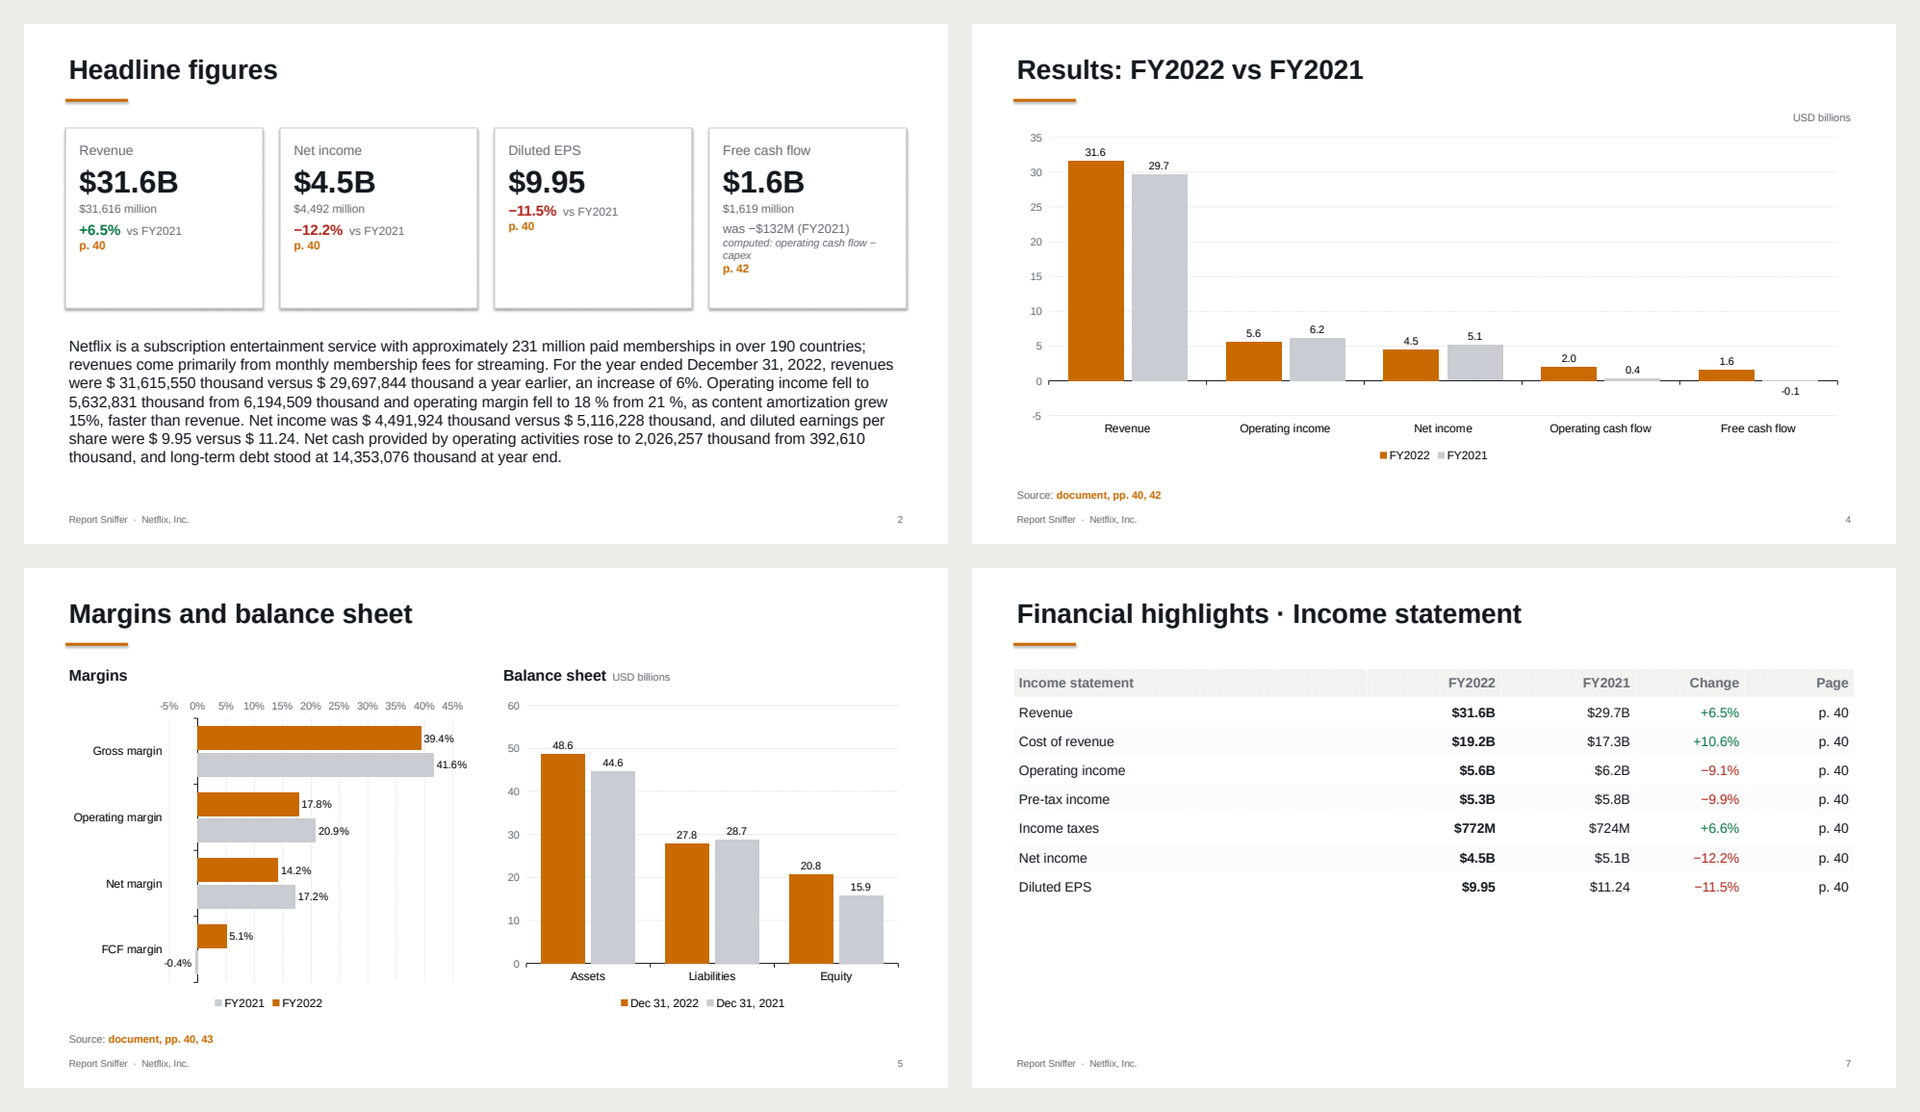 Headline figures
Revenue
$31.6B
$31,616 million
+6.5% vs FY2021
p. 40
Net income
$4.5B
$4,492 million
−12.2% vs FY2021
p. 40
Diluted EPS
$9.95
−11.5% vs FY2021
p. 40
Free cash flow
$1.6B
$1,619 million
was −$132M (FY2021)
computed: operating cash flow −
capex
p. 42
Netflix is a subscription entertainment service with approximately 231 million paid memberships in over 190 countries;
revenues come primarily from monthly membership fees for streaming. For the year ended December 31, 2022, revenues
were $ 31,615,550 thousand versus $ 29,697,844 thousand a year earlier, an increase of 6%. Operating income fell to
5,632,831 thousand from 6,194,509 thousand and operating margin fell to 18 % from 21 %, as content amortization grew
15%, faster than revenue. Net income was $ 4,491,924 thousand versus $ 5,116,228 thousand, and diluted earnings per
share were $ 9.95 versus $ 11.24. Net cash provided by operating activities rose to 2,026,257 thousand from 392,610
thousand, and long-term debt stood at 14,353,076 thousand at year end.
Report Sniffer · Netflix, Inc.
2
Results: FY2022 vs FY2021
USD billions
35
30
25
20
15
10
5
0
-5
31.6
29.7
5.6
6.2
4.5
5.1
2.0
0.4
1.6
-0.1
Revenue
Operating income
Net income
Operating cash flow
Free cash flow
FY2022 FY2021
Source: document, pp. 40, 42
Report Sniffer · Netflix, Inc.
4
Margins and balance sheet
Margins
-5% 0% 5% 10% 15% 20% 25% 30% 35% 40% 45%
Gross margin
39.4%
41.6%
Operating margin
17.8%
20.9%
Net margin
14.2%
17.2%
FCF margin
5.1%
-0.4%
FY2021 FY2022
Balance sheet USD billions
60
50
40
30
20
10
0
48.6
44.6
27.8
28.7
20.8
15.9
Assets
Liabilities
Equity
Dec 31, 2022 Dec 31, 2021
Source: document, pp. 40, 43
Report Sniffer · Netflix, Inc.
5
Financial highlights · Income statement
Income statement FY2022 FY2021 Change Page
Revenue $31.6B $29.7B +6.5% p. 40
Cost of revenue $19.2B $17.3B +10.6% p. 40
Operating income $5.6B $6.2B −9.1% p. 40
Pre-tax income $5.3B $5.8B −9.9% p. 40
Income taxes $772M $724M +6.6% p. 40
Net income $4.5B $5.1B −12.2% p. 40
Diluted EPS $9.95 $11.24 −11.5% p. 40
Report Sniffer · Netflix, Inc.
7